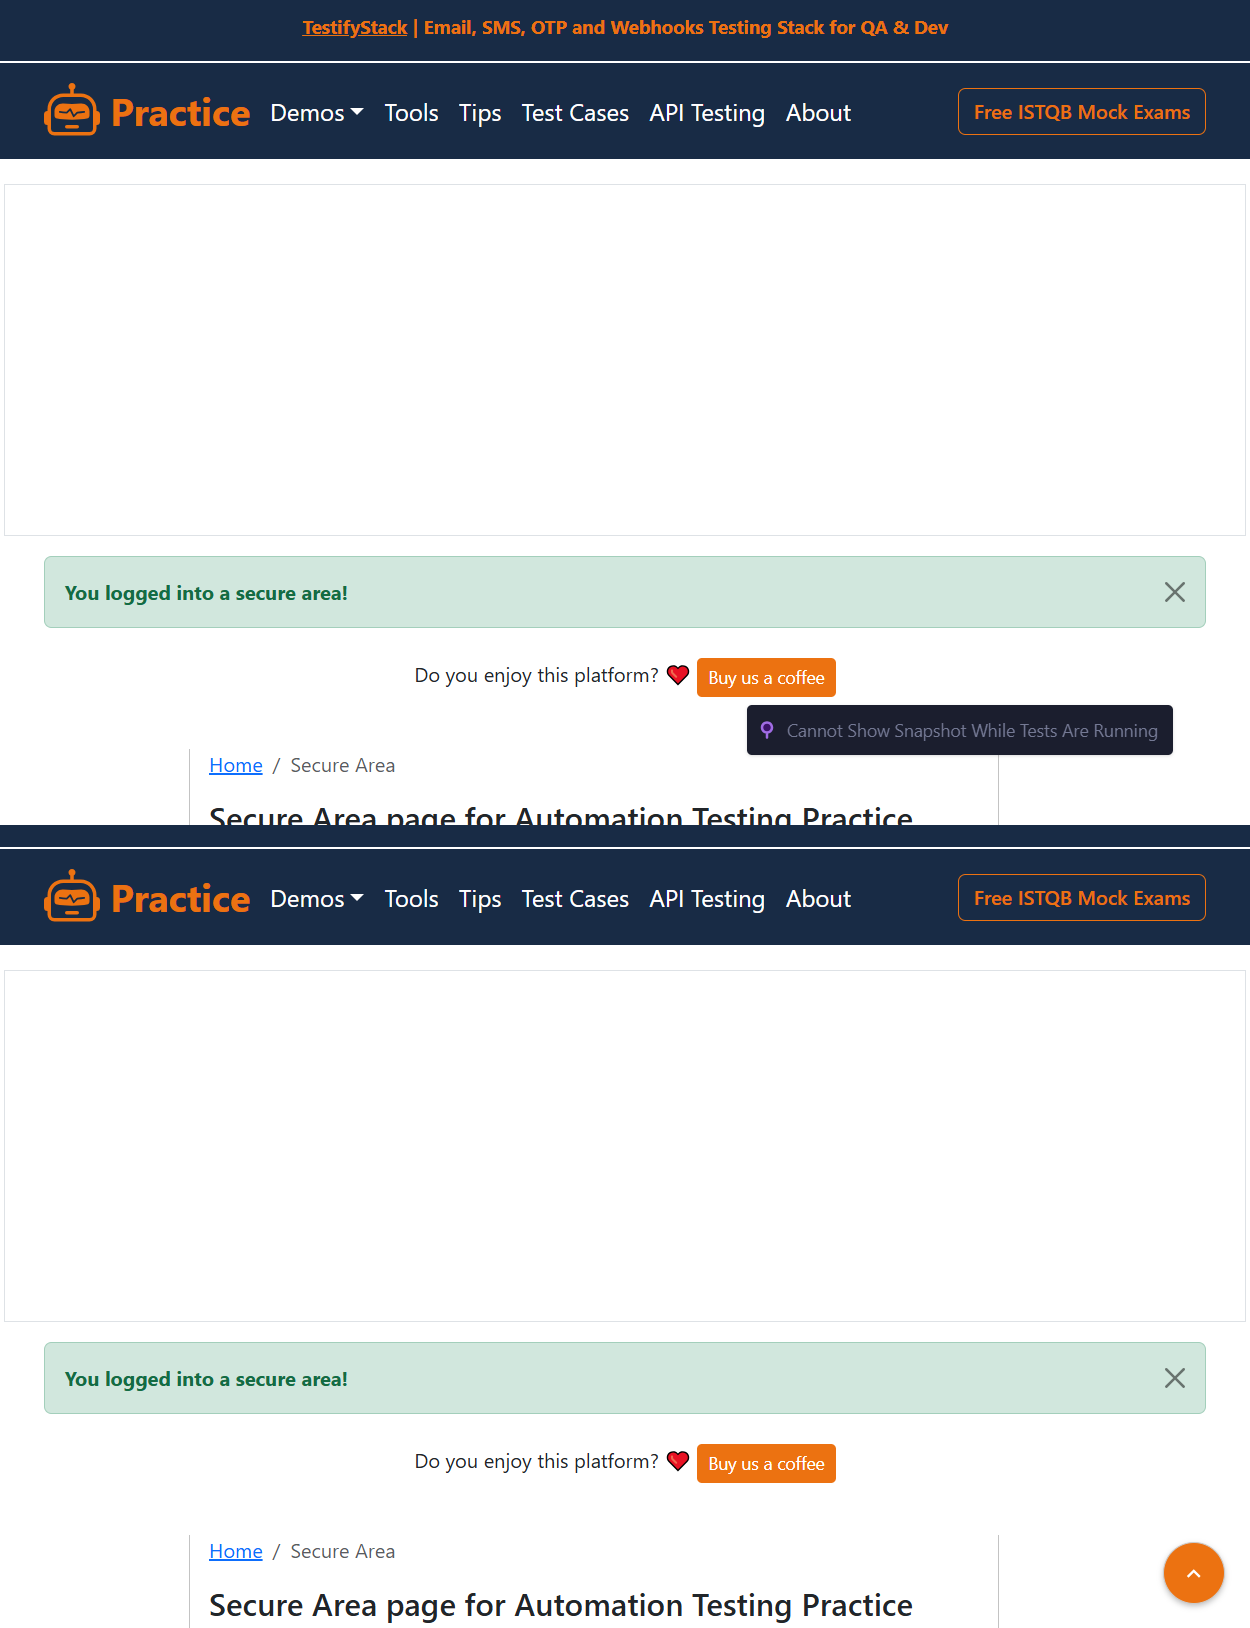 TestifyStack | Email, SMS, OTP and Webhooks Testing Stack for QA & Dev
Practice Demos Tools Tips Test Cases API Testing About Free ISTQB Mock Exams
You logged into a secure area!
Do you enjoy this platform? Buy us a coffee
Cannot Show Snapshot While Tests Are Running
Home / Secure Area
Secure Area page for Automation Testing Practice
Practice Demos Tools Tips Test Cases API Testing About Free ISTQB Mock Exams
You logged into a secure area!
Do you enjoy this platform? Buy us a coffee
Home / Secure Area
Secure Area page for Automation Testing Practice